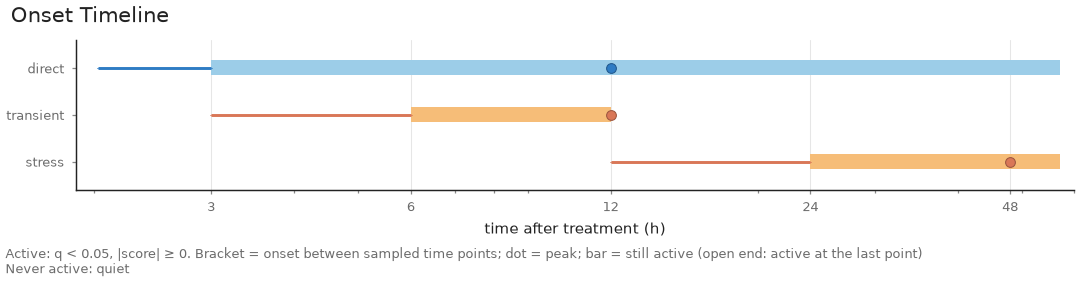 Onset Timeline
direct
transient
stress
3 6 12 24 48
time after treatment (h)
Active: q < 0.05, |score| ≥ 0. Bracket = onset between sampled time points; dot = peak; bar = still active (open end: active at the last point)
Never active: quiet